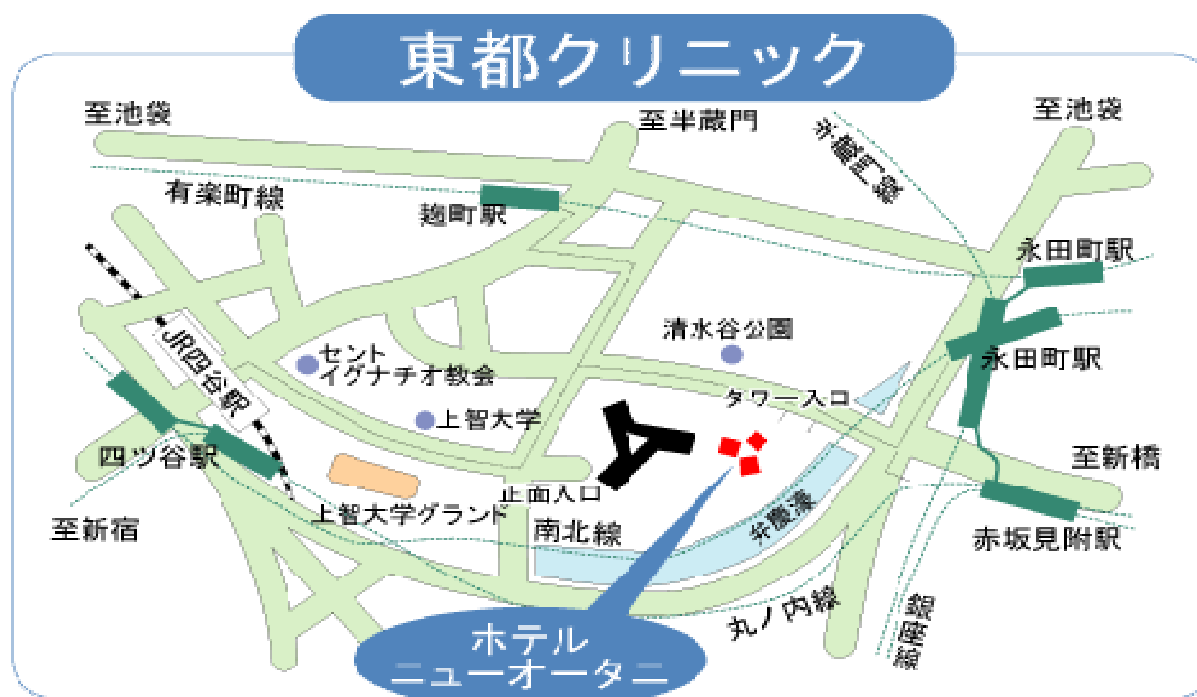 東都クリニック
至池袋
至半蔵門
半蔵門線
至池袋
有楽町線
麹町駅
永田町駅
清水谷公園
永田町駅
JR四谷駅
セント
イグナチオ教会
タワー入口
上智大学
四ツ谷駅
至新橋
正面入口
上智大学グランド
弁慶濠
至新宿
南北線
赤坂見附駅
丸ノ内線
銀座線
ホテル
ニューオータニ